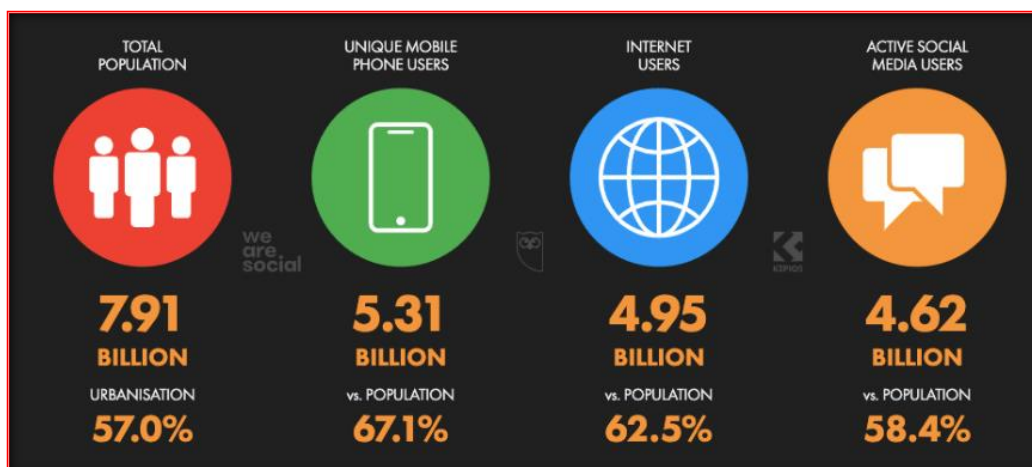 TOTAL
POPULATION
UNIQUE MOBILE
PHONE USERS
INTERNET
USERS
ACTIVE SOCIAL
MEDIA USERS
we
are
social
KEPIOS
7.91
BILLION
5.31
BILLION
4.95
BILLION
4.62
BILLION
URBANISATION
57.0%
vs. POPULATION
67.1%
vs. POPULATION
62.5%
vs. POPULATION
58.4%